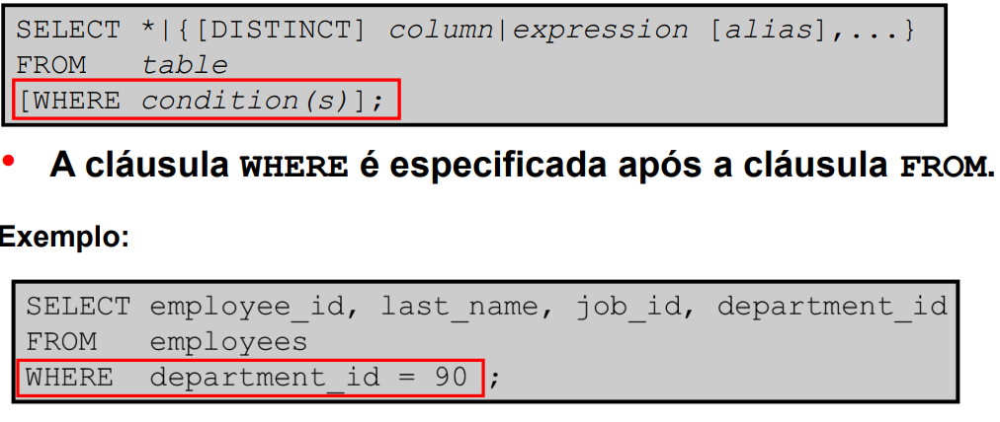 SELECT *|{[DISTINCT] column|expression [alias],...}
FROM table
[WHERE condition(s)];
• A cláusula WHERE é especificada após a cláusula FROM.
Exemplo:
SELECT employee_id, last_name, job_id, department_id
FROM employees
WHERE department_id = 90 ;